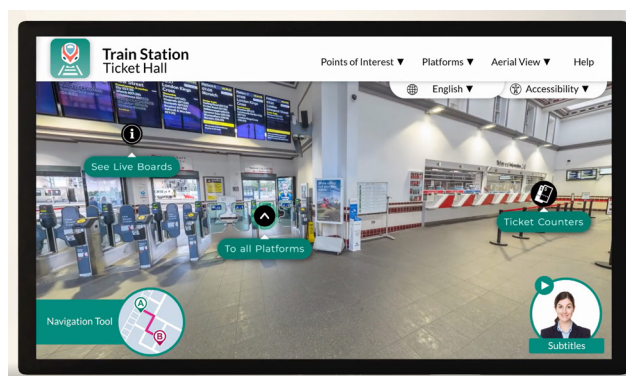 Train Station
Ticket Hall
Points of Interest ▼
Platforms ▼
Aerial View ▼
Help
English ▼
Accessibility ▼
See Live Boards
To all Platforms
Ticket Counters
Navigation Tool
A
B
Subtitles